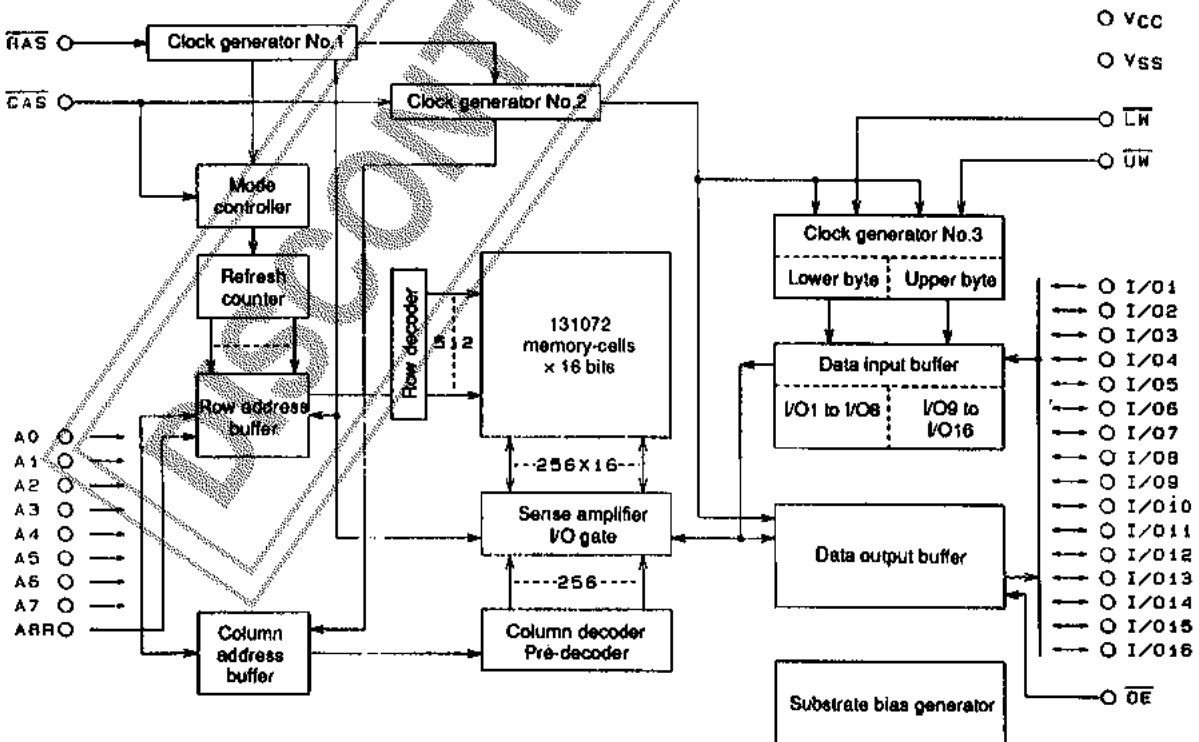 RAS
Clock generator No.1
VCC
VSS
CAS
Clock generator No.2
LW
UW
Mode
controller
Clock generator No.3
Lower byte
Upper byte
Refresh
counter
Row decoder
512
131072
memory-cells
× 16 bits
Data input buffer
I/O1 to I/O8
I/O9 to
I/O16
Row address
buffer
A0
A1
A2
A3
A4
A5
A6
A7
A8R
256X16
Sense amplifier
I/O gate
256
Column decoder
Pre-decoder
Column
address
buffer
Data output buffer
Substrate bias generator
I/O1
I/O2
I/O3
I/O4
I/O5
I/O6
I/O7
I/O8
I/O9
I/O10
I/O11
I/O12
I/O13
I/O14
I/O15
I/O16
OE